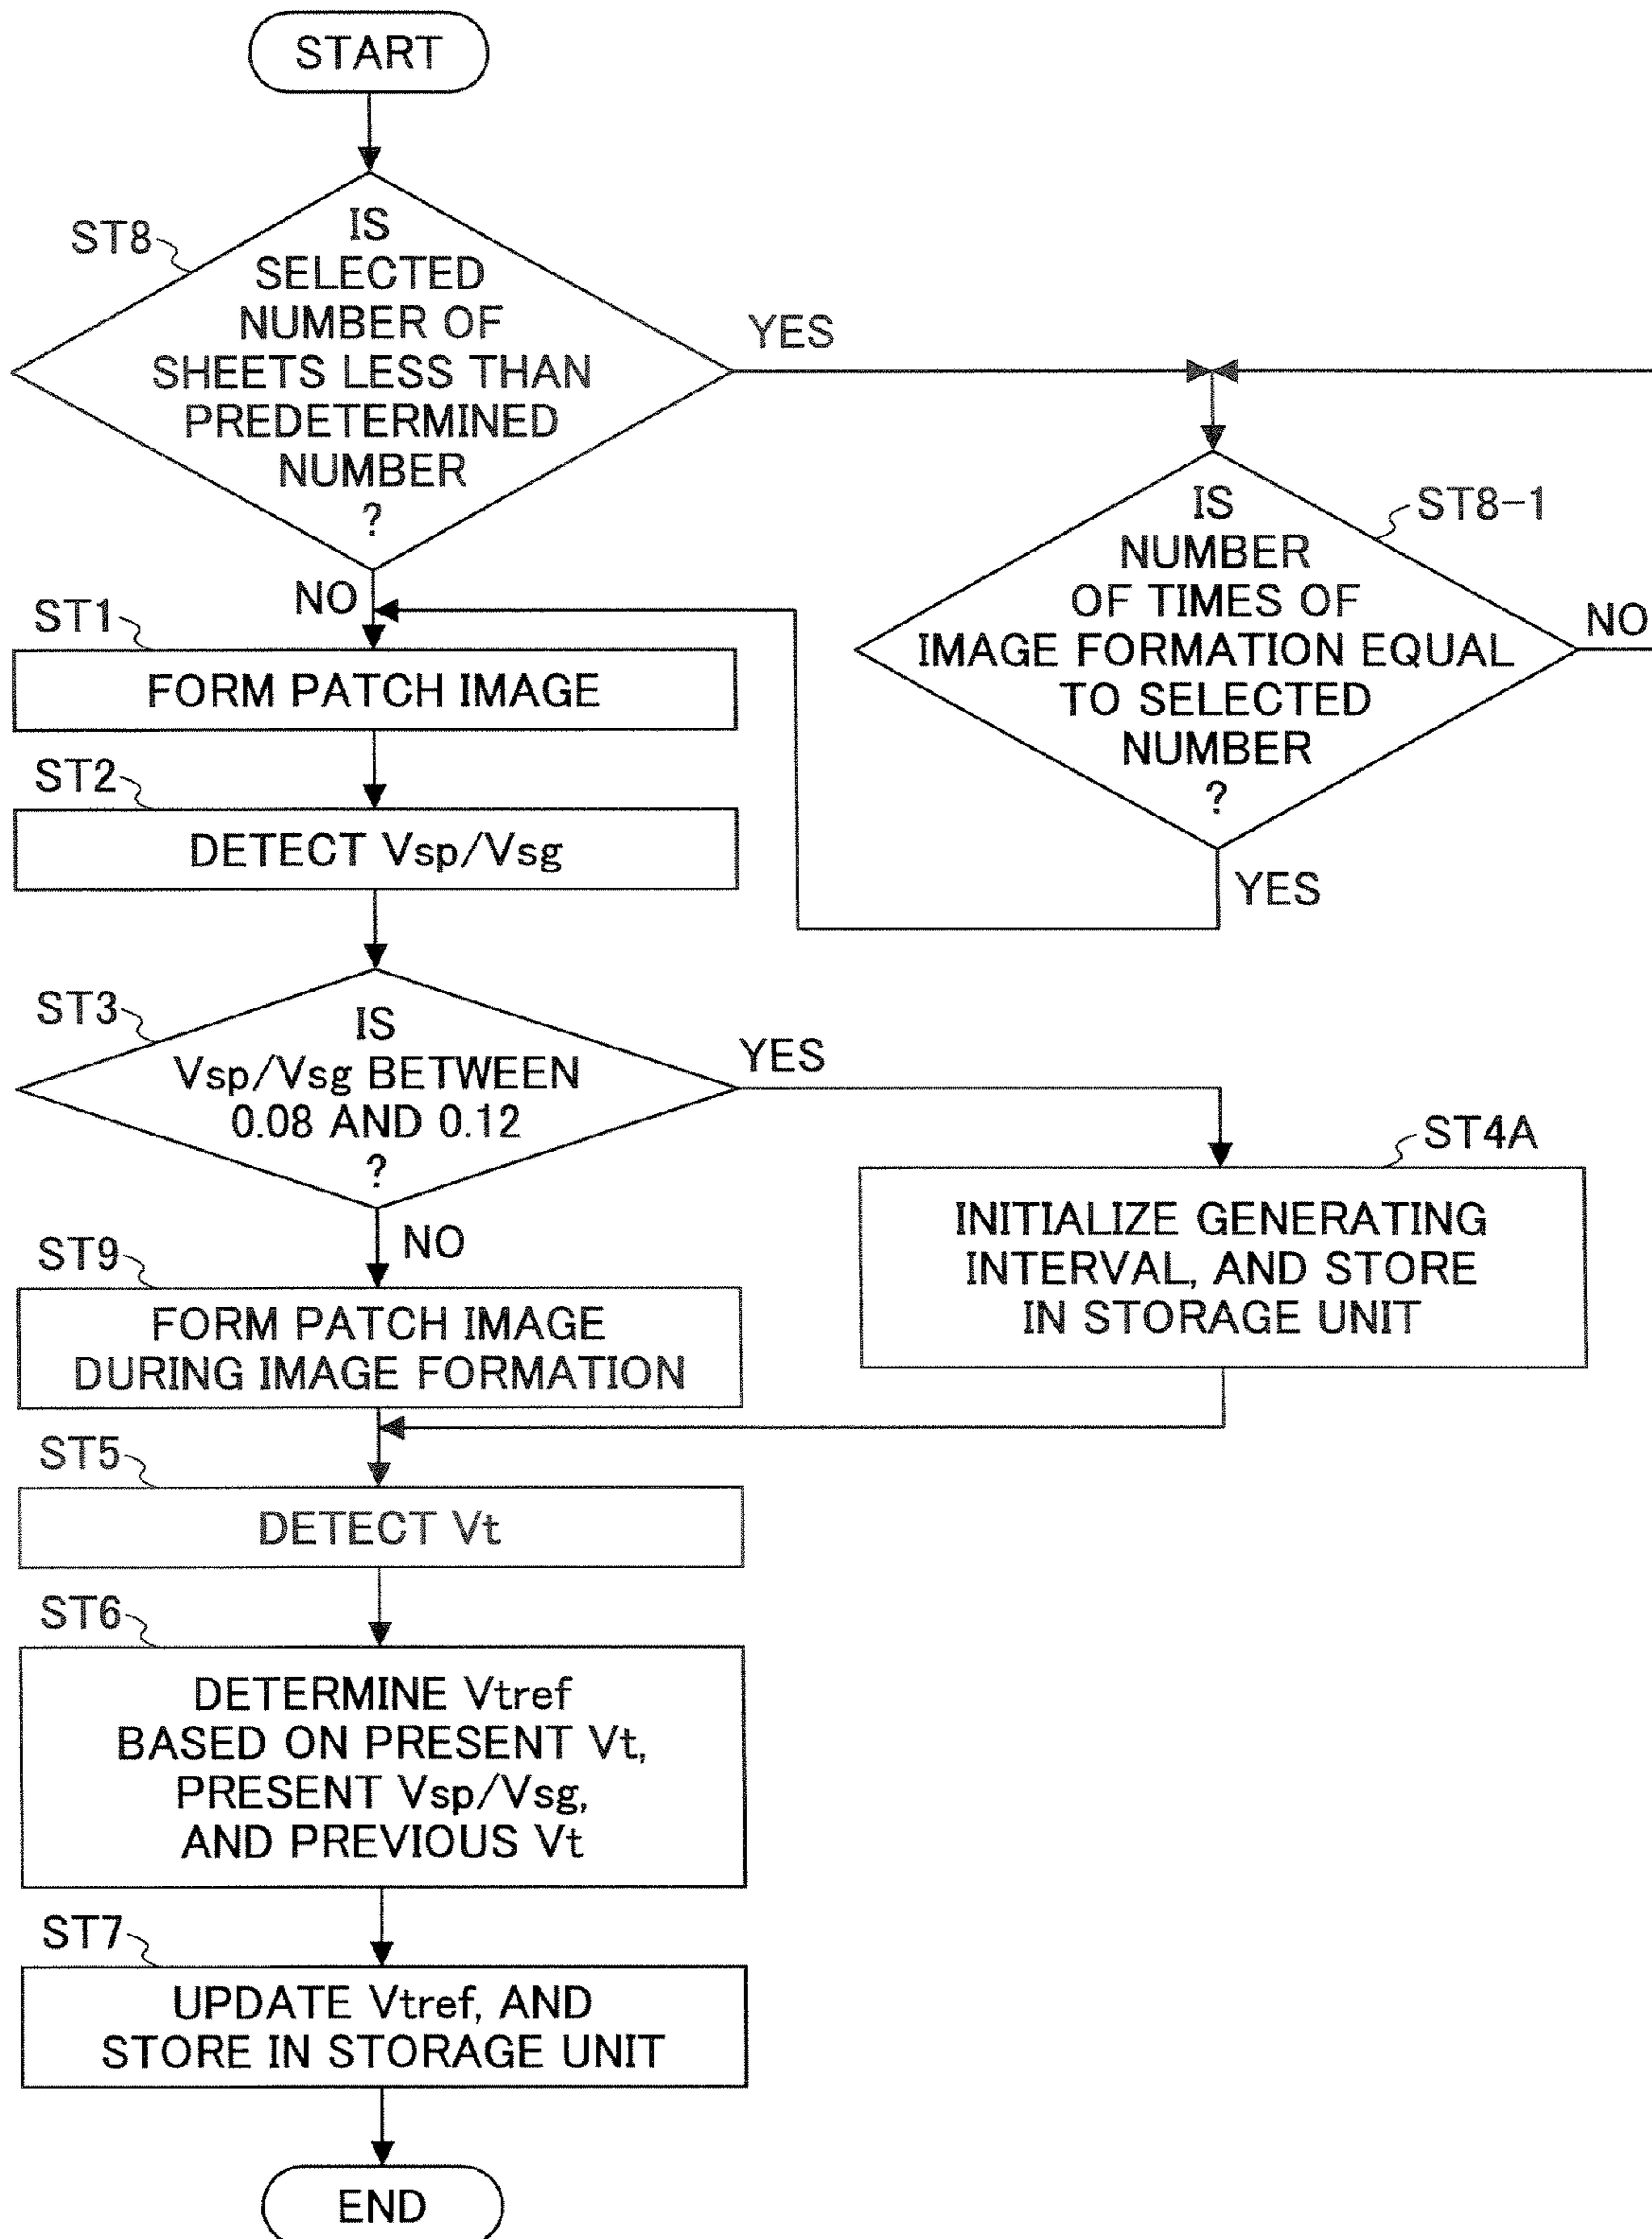 START
ST8
IS
SELECTED
NUMBER OF
SHEETS LESS THAN
PREDETERMINED
NUMBER
?
YES
NO
ST8-1
IS
NUMBER
OF TIMES OF
IMAGE FORMATION EQUAL
TO SELECTED
NUMBER
?
NO
YES
ST1
FORM PATCH IMAGE
ST2
DETECT Vsp/Vsg
ST3
IS
Vsp/Vsg BETWEEN
0.08 AND 0.12
?
YES
NO
ST4A
INITIALIZE GENERATING
INTERVAL, AND STORE
IN STORAGE UNIT
ST9
FORM PATCH IMAGE
DURING IMAGE FORMATION
ST5
DETECT Vt
ST6
DETERMINE Vtref
BASED ON PRESENT Vt,
PRESENT Vsp/Vsg,
AND PREVIOUS Vt
ST7
UPDATE Vtref, AND
STORE IN STORAGE UNIT
END